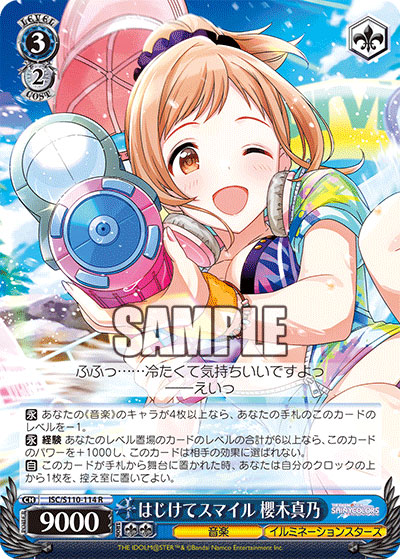 LEVEL
3
2
COST
SAMPLE
ふふっ……冷たくて気持ちいいですよっ
――えいっ
永 あなたの《音楽》のキャラが4枚以上なら、あなたの手札のこのカードの
レベルを－1。
永 経験 あなたのレベル置場のカードのレベルの合計が6以上なら、このカード
のパワーを＋1000し、このカードは相手の効果に選ばれない。
自 このカードが手札から舞台に置かれた時、あなたは自分のクロックの上
から1枚を、控え室に置いてよい。
CH ISC/S110-114 R
POWER
9000
はじけてスマイル 櫻木真乃
THE IDOLM@STER
SHINYCOLORS
音楽
イルミネーションスターズ
THE IDOLM@STER™& ©Bandai Namco Entertainment Inc.